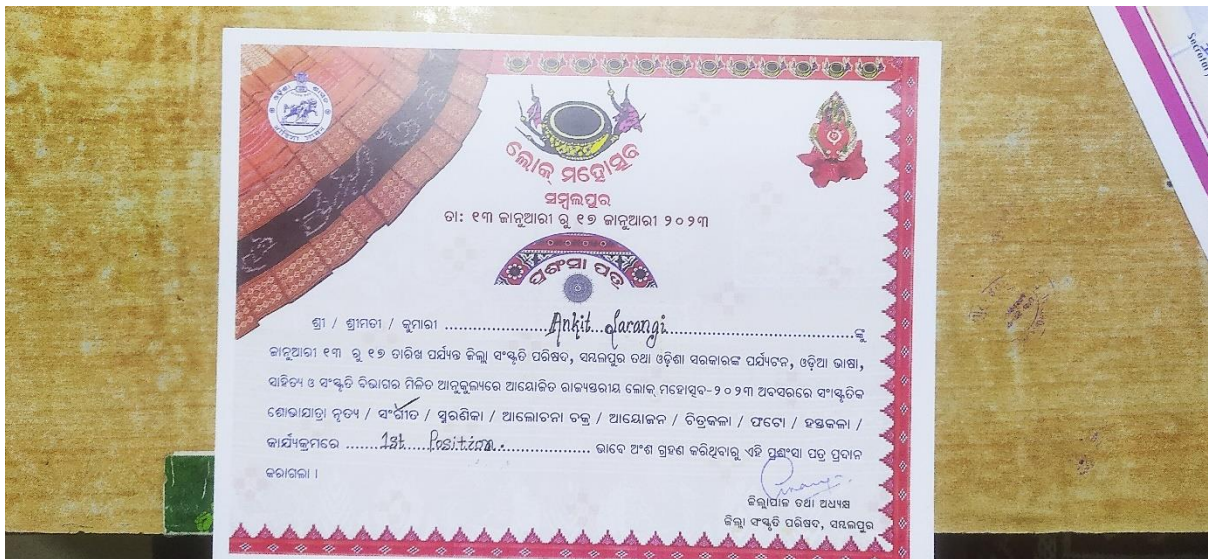 ଲୋକ୍ ମହୋତ୍ସବ
ସମ୍ବଲପୁର
ତା: ୧୩ ଜାନୁଆରୀ ରୁ ୧୭ ଜାନୁଆରୀ ୨୦୨୩
ପ୍ରଶଂସା ପତ୍ର
ଶ୍ରୀ / ଶ୍ରୀମତୀ / କୁମାରୀ ..................... Ankit Sarangi ..................................... ଙ୍କୁ
ଜାନୁଆରୀ ୧୩ ରୁ ୧୭ ତାରିଖ ପର୍ଯ୍ୟନ୍ତ ଜିଲ୍ଲା ସଂସ୍କୃତି ପରିଷଦ, ସମ୍ବଲପୁର ତଥା ଓଡ଼ିଶା ସରକାରଙ୍କ ପର୍ଯ୍ୟଟନ, ଓଡ଼ିଆ ଭାଷା,
ସାହିତ୍ୟ ଓ ସଂସ୍କୃତି ବିଭାଗର ମିଳିତ ଆନୁକୂଲ୍ୟରେ ଆୟୋଜିତ ରାଜ୍ୟସ୍ତରୀୟ ଲୋକ୍ ମହୋତ୍ସବ-୨୦୨୩ ଅବସରରେ ସାଂସ୍କୃତିକ
ଶୋଭାଯାତ୍ରା ନୃତ୍ୟ / ସଂଗୀତ / ସ୍ମରଣିକା / ଆଲୋଚନା ଚକ୍ର / ଆୟୋଜନ / ଚିତ୍ରକଳା / ଫଟୋ / ହସ୍ତକଳା /
କାର୍ଯ୍ୟକ୍ରମରେ ........ 1st Position ................. ଭାବେ ଅଂଶ ଗ୍ରହଣ କରିଥିବାରୁ ଏହି ପ୍ରଶଂସା ପତ୍ର ପ୍ରଦାନ
କରାଗଲା ।
ଜିଲ୍ଲାପାଳ ତଥା ଅଧ୍ୟକ୍ଷ
ଜିଲ୍ଲା ସଂସ୍କୃତି ପରିଷଦ, ସମ୍ବଲପୁର